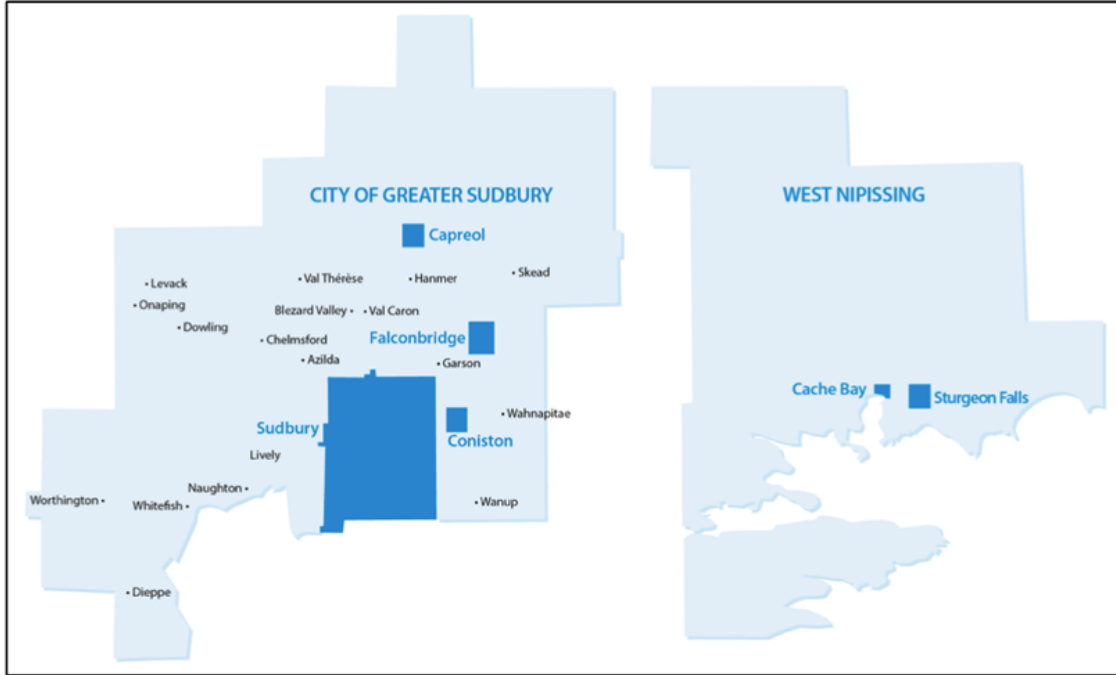 CITY OF GREATER SUDBURY
WEST NIPISSING
Capreol
Skead
Val Thérèse
Hanmer
Levack
Onaping
Blezard Valley
Val Caron
Dowling
Chelmsford
Falconbridge
Azilda
Garson
Cache Bay
Sturgeon Falls
Wahnapitae
Sudbury
Coniston
Lively
Naughton
Worthington
Whitefish
Wanup
Dieppe